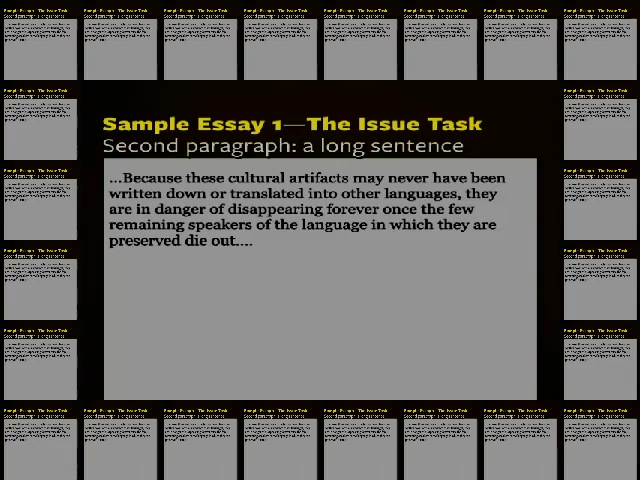 Sample Essay 1—The Issue Task
Second paragraph: a long sentence
...Because these cultural artifacts may never have been
written down or translated into other languages, they
are in danger of disappearing forever once the few
remaining speakers of the language in which they are
preserved die out....